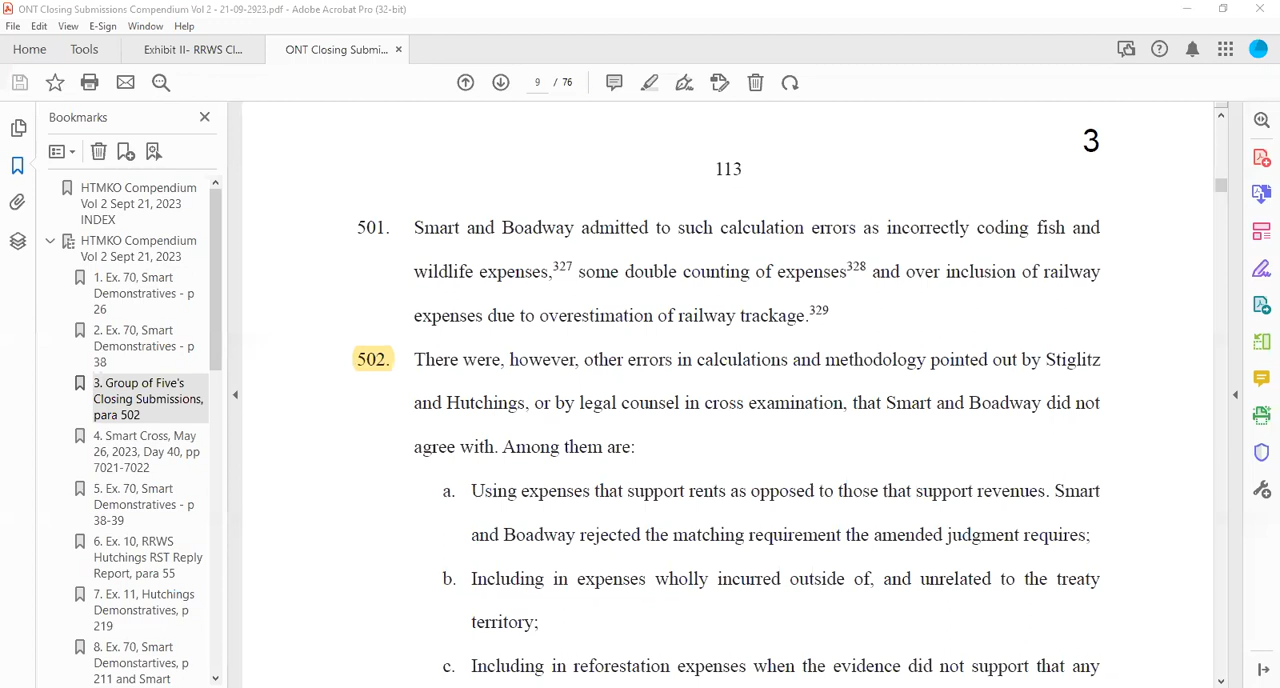 ONT Closing Submissions Compendium Vol 2 - 21-09-2923.pdf - Adobe Acrobat Pro (32-bit)
File Edit View E-Sign Window Help
Home Tools Exhibit II- RRWS Cl... ONT Closing Submi... ×
9 / 76
Bookmarks
HTMKO Compendium
Vol 2 Sept 21, 2023
INDEX
HTMKO Compendium
Vol 2 Sept 21, 2023
1. Ex. 70, Smart
Demonstratives - p
26
2. Ex. 70, Smart
Demonstratives - p
38
3. Group of Five's
Closing Submissions,
para 502
4. Smart Cross, May
26, 2023, Day 40, pp
7021-7022
5. Ex. 70, Smart
Demonstratives - p
38-39
6. Ex. 10, RRWS
Hutchings RST Reply
Report, para 55
7. Ex. 11, Hutchings
Demonstratives, p
219
8. Ex. 70, Smart
Demonstartives, p
211 and Smart
3
113
501. Smart and Boadway admitted to such calculation errors as incorrectly coding fish and
wildlife expenses,327 some double counting of expenses328 and over inclusion of railway
expenses due to overestimation of railway trackage.329
502. There were, however, other errors in calculations and methodology pointed out by Stiglitz
and Hutchings, or by legal counsel in cross examination, that Smart and Boadway did not
agree with. Among them are:
a. Using expenses that support rents as opposed to those that support revenues. Smart
and Boadway rejected the matching requirement the amended judgment requires;
b. Including in expenses wholly incurred outside of, and unrelated to the treaty
territory;
c. Including in reforestation expenses when the evidence did not support that any